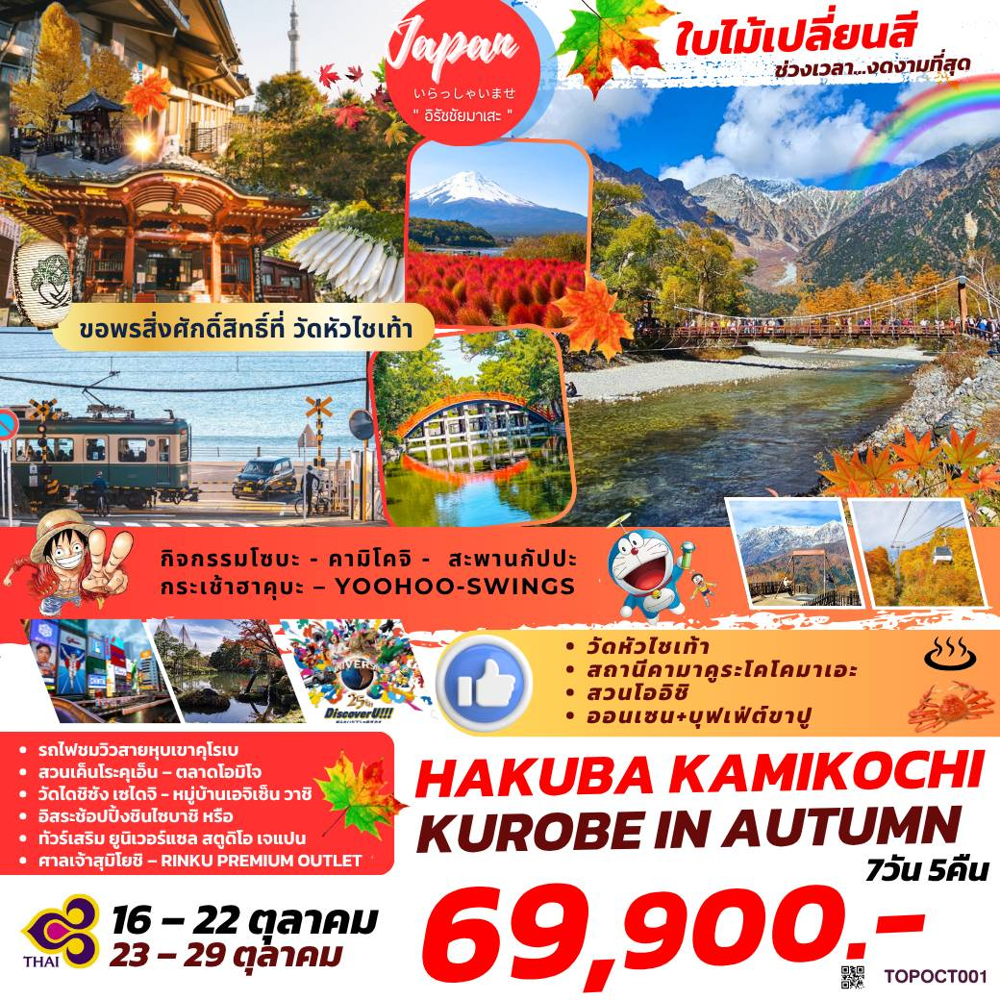 Japan
いらっしゃいませ
" อิรัชชัยมาเสะ "
ใบไม้เปลี่ยนสี
ช่วงเวลา...งดงามที่สุด
ขอพรสิ่งศักดิ์สิทธิ์ที่ วัดหัวไชเท้า
กิจกรรมโซบะ - คามิโคจิ - สะพานกัปปะ
กระเช้าฮาคุบะ – YOOHOO-SWINGS
Glico
UNIVERSAL
25th
DiscoverU!!!
• วัดหัวไชเท้า
• สถานีคามาคูระโคโคมาเอะ
• สวนโออิชิ
• ออนเซน+บุฟเฟ่ต์ขาปู
• รถไฟชมวิวสายหุบเขาคุโรเบ
• สวนเค็นโระคุเอ็น – ตลาดโอมิโจ
• วัดไดชิซัง เซไดจิ - หมู่บ้านเอจิเซ็น วาชิ
• อิสระช้อปปิ้งชินไซบาชิ หรือ
• ทัวร์เสริม ยูนิเวอร์แซล สตูดิโอ เจแปน
• ศาลเจ้าสุมิโยชิ – RINKU PREMIUM OUTLET
HAKUBA KAMIKOCHI
KUROBE IN AUTUMN
7วัน 5คืน
69,900.-
THAI
16 – 22 ตุลาคม
23 – 29 ตุลาคม
TOPOCT001